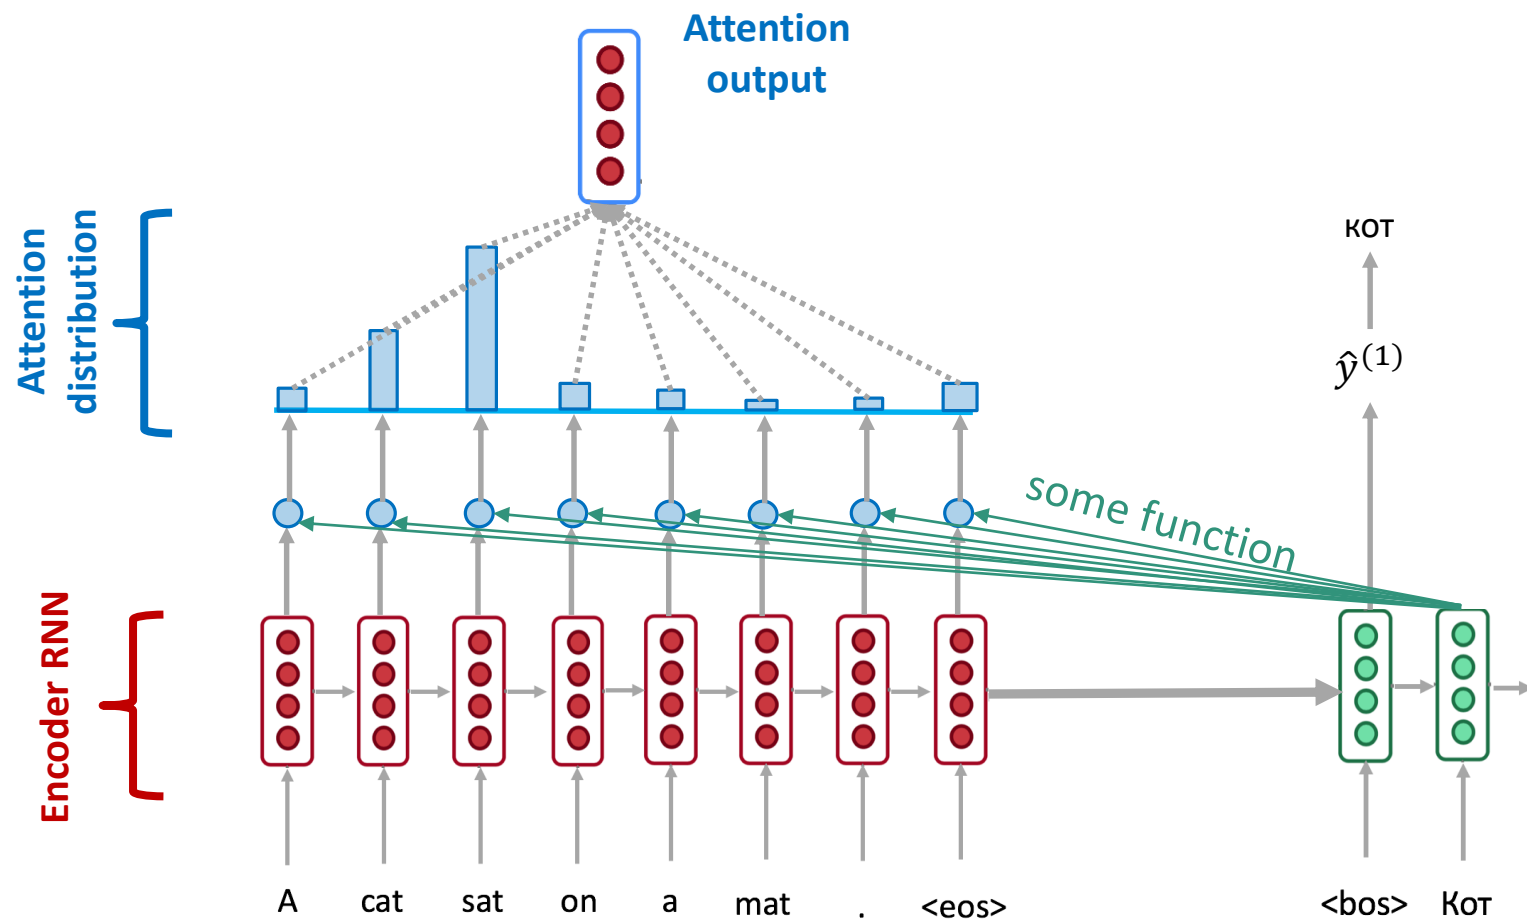 Attention
output
Attention
distribution
кот
ŷ⁽¹⁾
some function
Encoder RNN
A cat sat on a mat . <eos> <bos> Кот